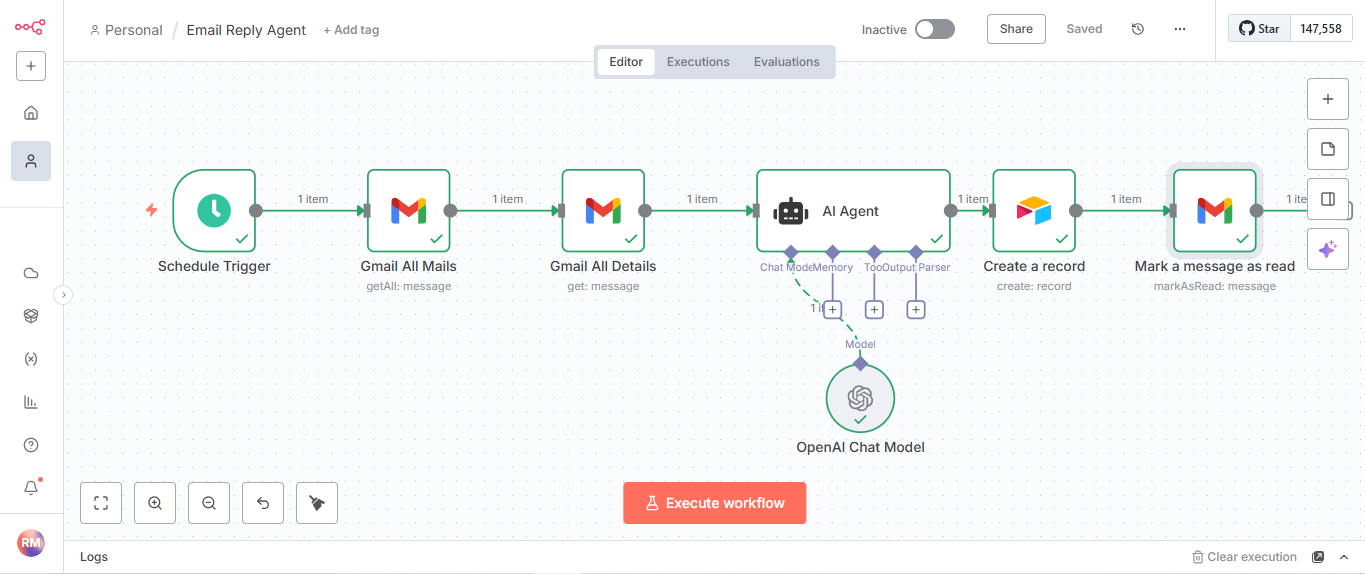 Personal / Email Reply Agent + Add tag
Inactive Share Saved ... Star 147,558
Editor Executions Evaluations
1 item 1 item 1 item 1 item 1 item 1 ite
AI Agent
Chat Mode Memory Too Output Parser
Schedule Trigger Gmail All Mails Gmail All Details Create a record Mark a message as read
getAll: message get: message create: record markAsRead: message
1 it
Model
OpenAI Chat Model
Execute workflow
RM
Logs Clear execution